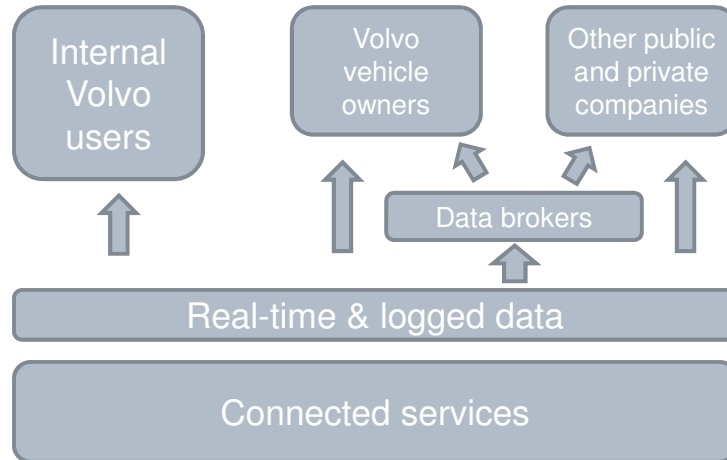 Internal
Volvo
users
Volvo
vehicle
owners
Other public
and private
companies
Data brokers
Real-time & logged data
Connected services